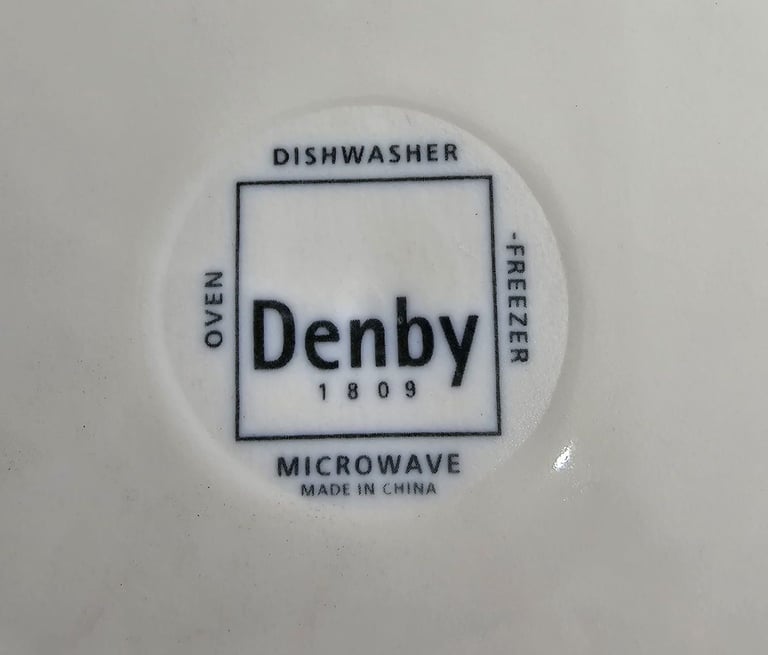 DISHWASHER
OVEN
-FREEZER
Denby
1809
MICROWAVE
MADE IN CHINA